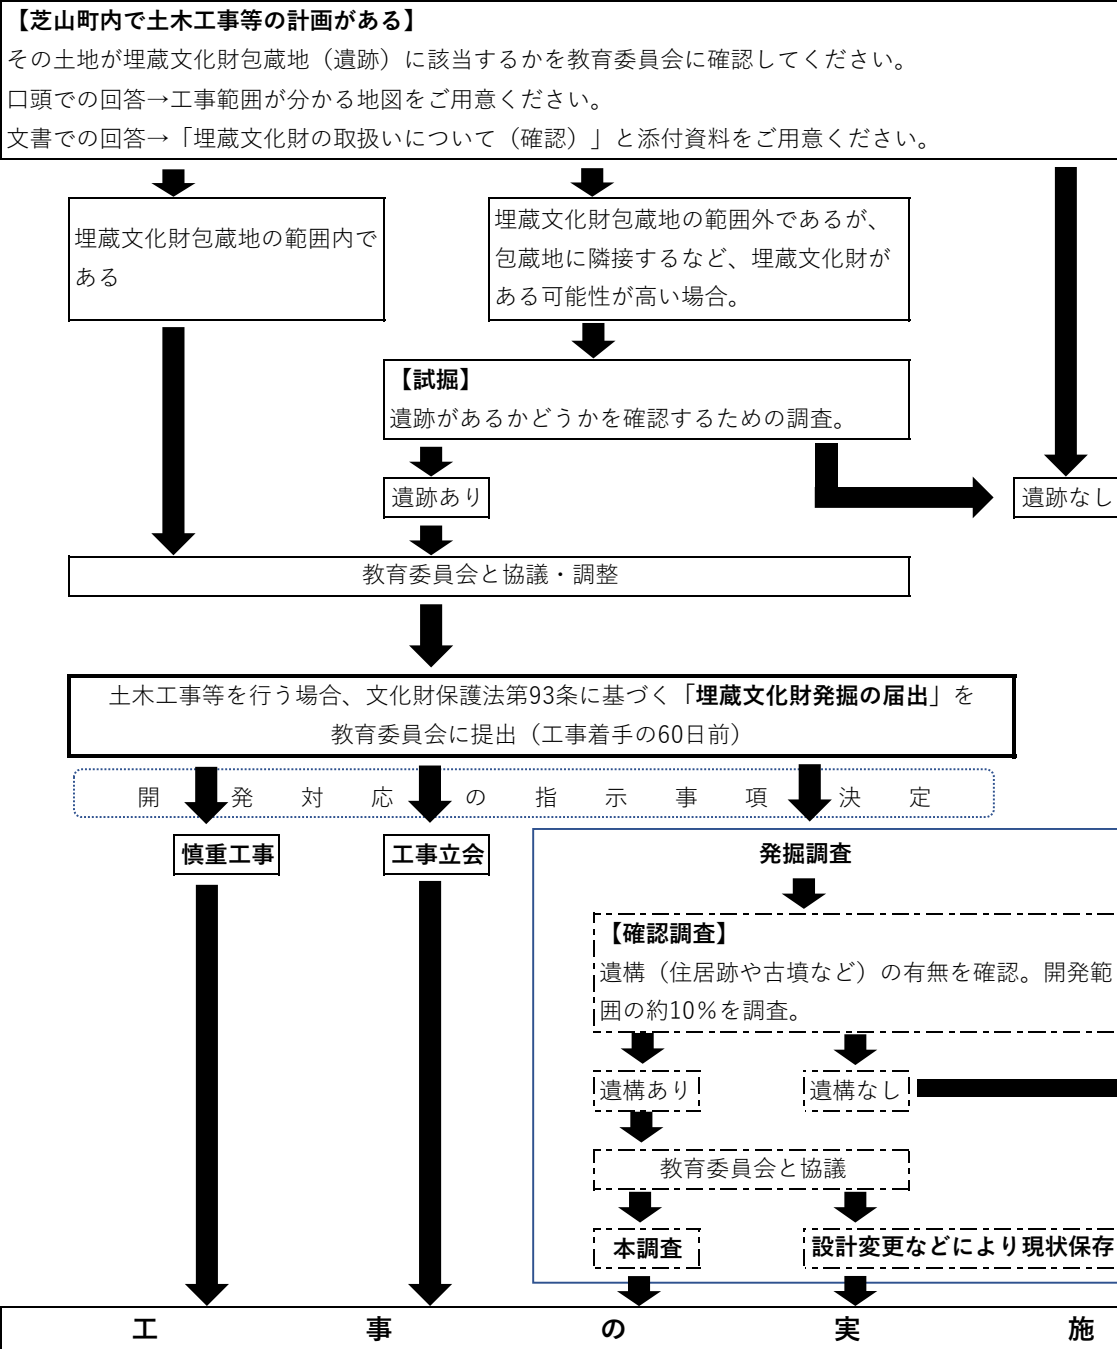 【芝山町内で土木工事等の計画がある】
その土地が埋蔵文化財包蔵地（遺跡）に該当するかを教育委員会に確認してください。
口頭での回答→工事範囲が分かる地図をご用意ください。
文書での回答→「埋蔵文化財の取扱いについて（確認）」と添付資料をご用意ください。
埋蔵文化財包蔵地の範囲内で
ある
埋蔵文化財包蔵地の範囲外であるが、
包蔵地に隣接するなど、埋蔵文化財が
ある可能性が高い場合。
【試掘】
遺跡があるかどうかを確認するための調査。
遺跡あり
遺跡なし
教育委員会と協議・調整
土木工事等を行う場合、文化財保護法第93条に基づく「埋蔵文化財発掘の届出」を
教育委員会に提出（工事着手の60日前）
開発対応の指示事項決定
慎重工事
工事立会
発掘調査
【確認調査】
遺構（住居跡や古墳など）の有無を確認。開発範
囲の約10％を調査。
遺構あり
遺構なし
教育委員会と協議
本調査
設計変更などにより現状保存
工事の実施